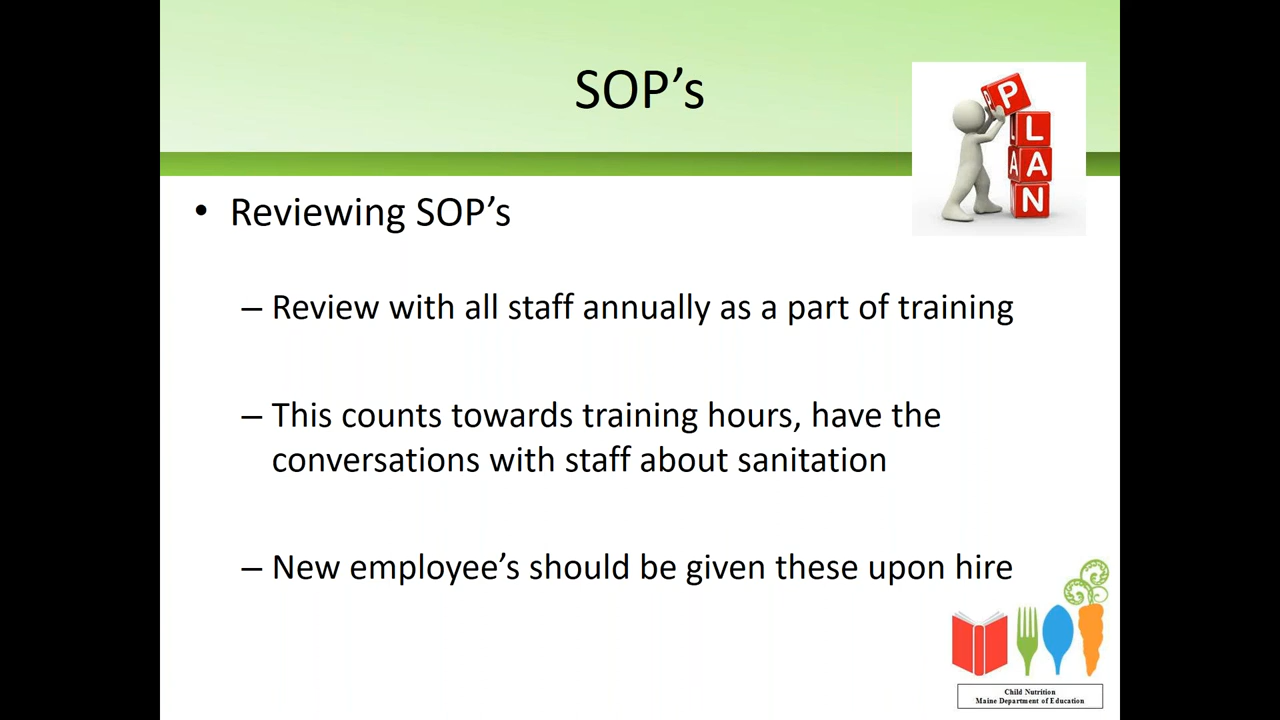 SOP's
P
L
A A
N
• Reviewing SOP's
– Review with all staff annually as a part of training
– This counts towards training hours, have the
conversations with staff about sanitation
– New employee's should be given these upon hire
Child Nutrition
Maine Department of Education